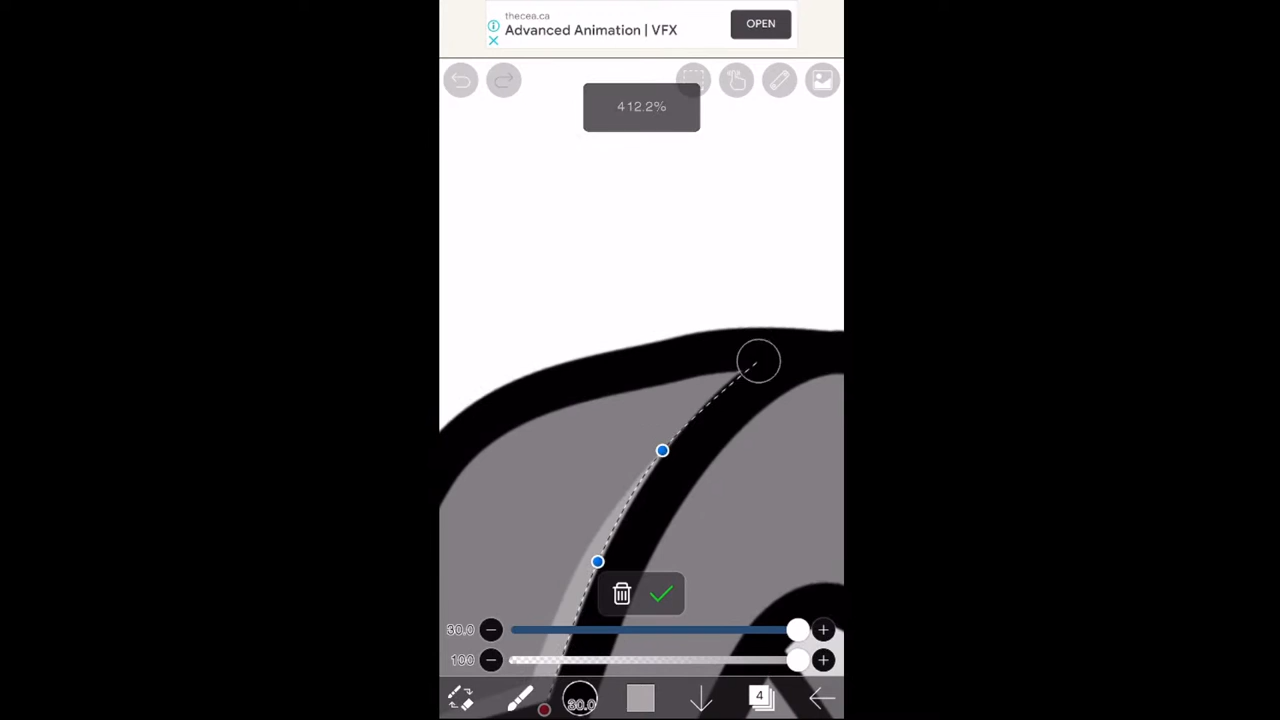 thecea.ca
Advanced Animation | VFX
OPEN
412.2%
30.0
100
30.0
4